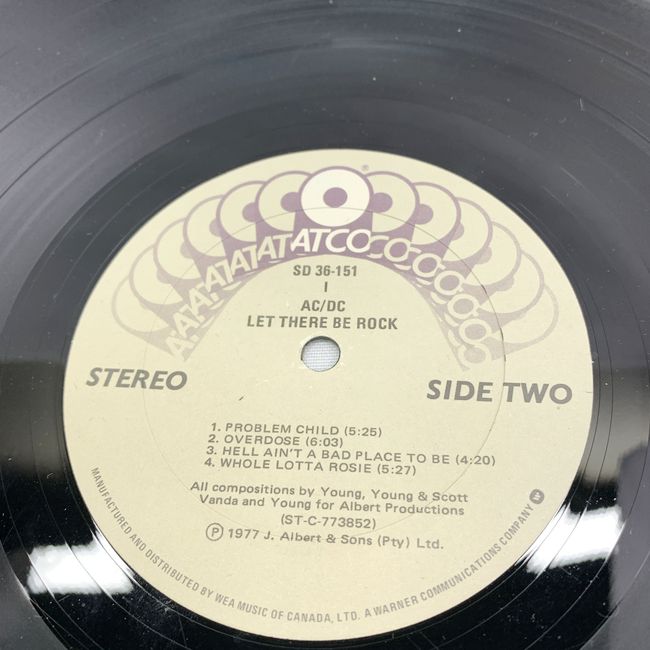 ATATATATATATCOCOCOCOCOCO
®
SD 36-151
I
AC/DC
LET THERE BE ROCK
STEREO
SIDE TWO
1. PROBLEM CHILD (5:25)
2. OVERDOSE (6:03)
3. HELL AIN'T A BAD PLACE TO BE (4:20)
4. WHOLE LOTTA ROSIE (5:27)
All compositions by Young, Young & Scott
Vanda and Young for Albert Productions
(ST-C-773852)
Ⓟ 1977 J. Albert & Sons (Pty) Ltd.
MANUFACTURED AND DISTRIBUTED BY WEA MUSIC OF CANADA, LTD. A WARNER COMMUNICATIONS COMPANY